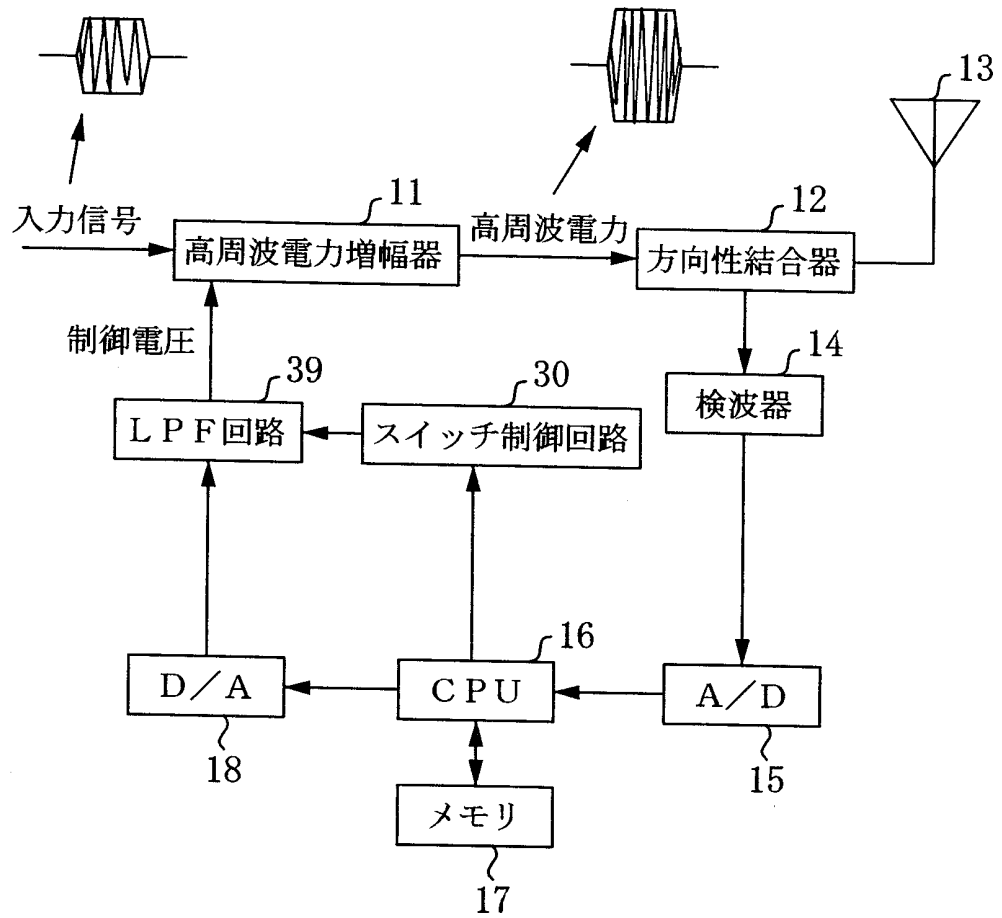 13
11
12
入力信号
高周波電力増幅器
高周波電力
方向性結合器
制御電圧
39
30
14
LPF回路
スイッチ制御回路
検波器
16
D/A
CPU
A/D
18
15
メモリ
17